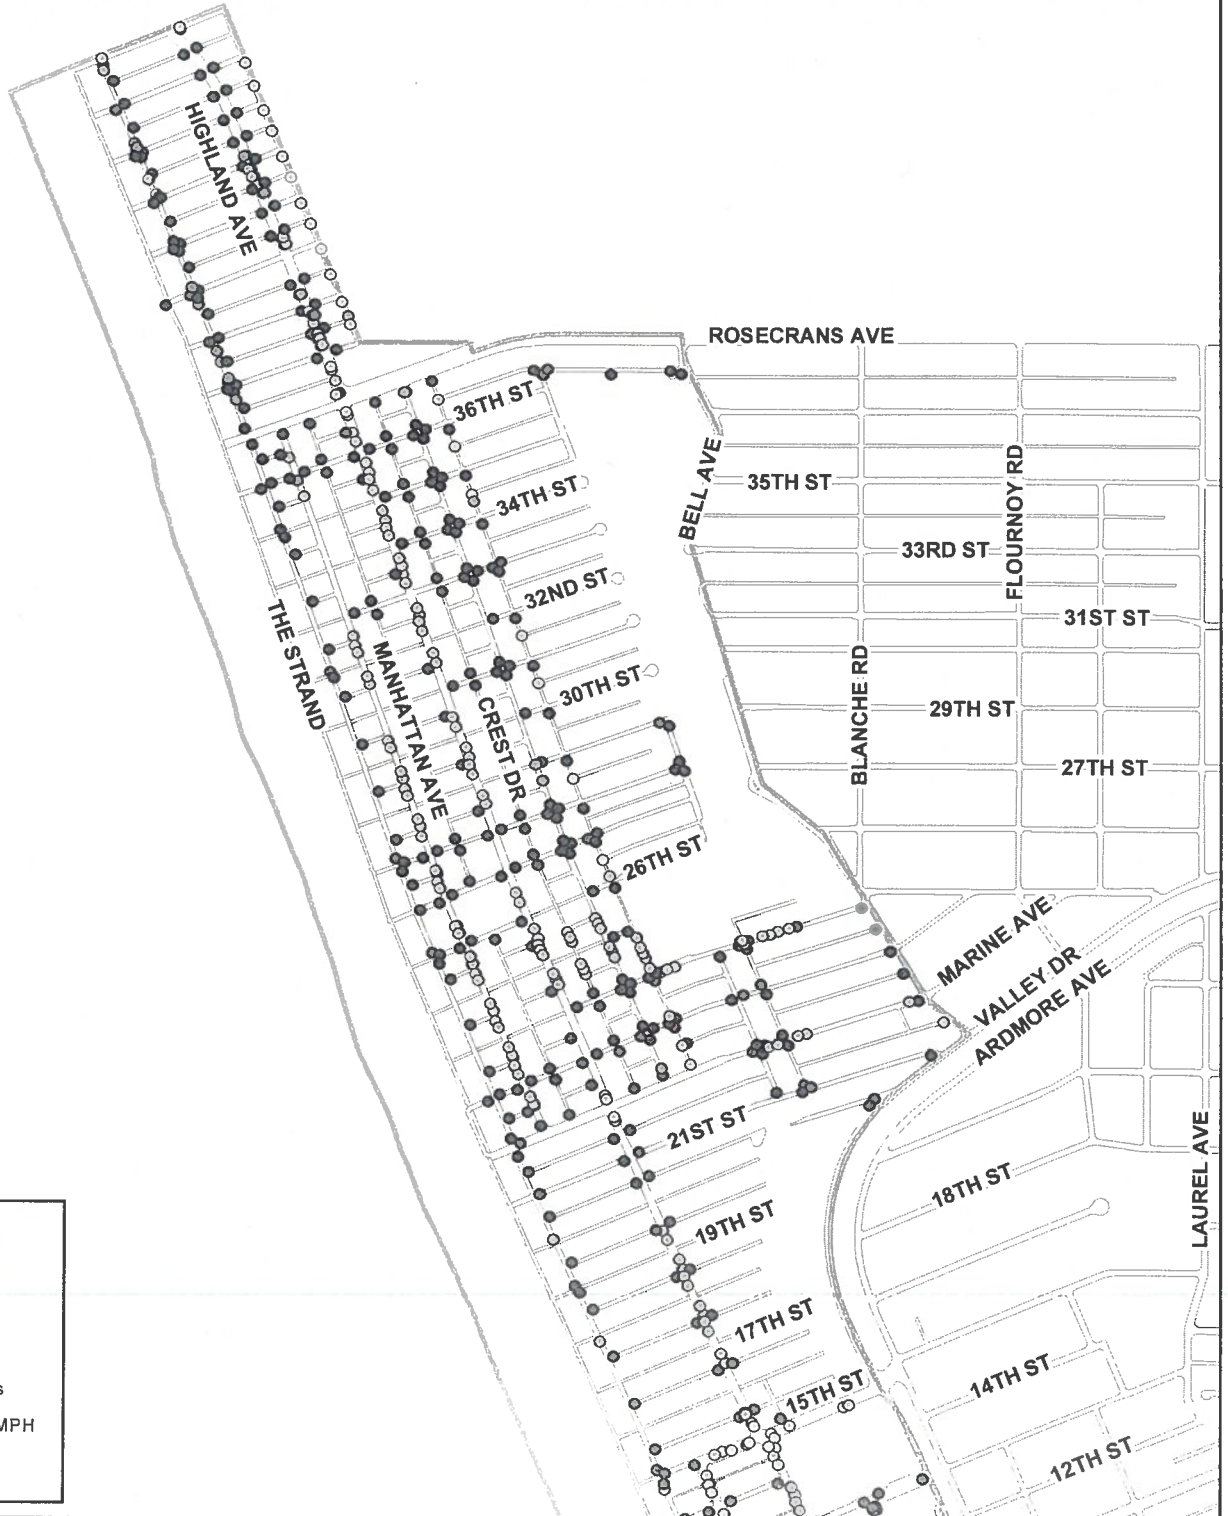 HIGHLAND AVE
ROSECRANS AVE
36TH ST
BELL AVE
35TH ST
34TH ST
FLOURNOY RD
33RD ST
32ND ST
THE STRAND
31ST ST
MANHATTAN AVE
30TH ST
BLANCHE RD
CREST DR
29TH ST
27TH ST
26TH ST
MARINE AVE
VALLEY DR
ARDMORE AVE
21ST ST
LAUREL AVE
18TH ST
19TH ST
17TH ST
14TH ST
15TH ST
s
MPH
12TH ST